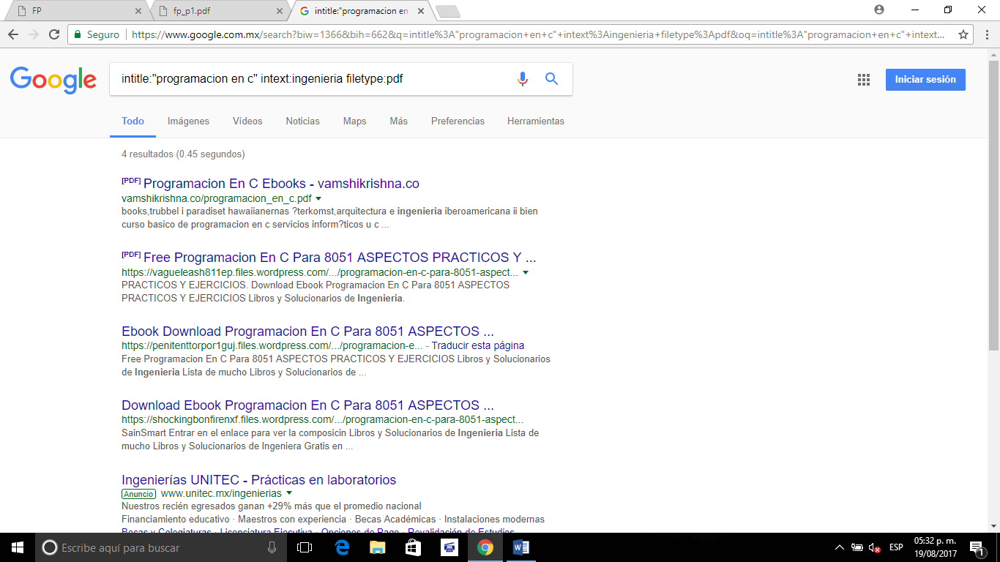 FP
fp_p1.pdf
intitle:"programacion en
Seguro
https://www.google.com.mx/search?biw=1366&bih=662&q=intitle%3A"programacion+en+c"+intext%3Aingenieria+filetype%3Apdf&oq=intitle%3A"programacion+en+c"+intext...
Google
intitle:"programacion en c" intext:ingenieria filetype:pdf
Iniciar sesión
Todo Imágenes Vídeos Noticias Maps Más Preferencias Herramientas
4 resultados (0.45 segundos)
[PDF] Programacion En C Ebooks - vamshikrishna.co
vamshikrishna.co/programacion_en_c.pdf
books,trubbel i paradiset hawaiianernas ?terkomst,arquitectura e ingenieria iberoamericana ii bien
curso basico de programacion en c servicios inform?ticos u c ...
[PDF] Free Programacion En C Para 8051 ASPECTOS PRACTICOS Y ...
https://vagueleash811ep.files.wordpress.com/.../programacion-en-c-para-8051-aspect...
PRACTICOS Y EJERCICIOS. Download Ebook Programacion En C Para 8051 ASPECTOS
PRACTICOS Y EJERCICIOS Libros y Solucionarios de Ingenieria.
Ebook Download Programacion En C Para 8051 ASPECTOS ...
https://penitenttorpor1guj.files.wordpress.com/.../programacion-e... - Traducir esta página
Free Programacion En C Para 8051 ASPECTOS PRACTICOS Y EJERCICIOS Libros y Solucionarios
de Ingenieria Lista de mucho Libros y Solucionarios de ...
Download Ebook Programacion En C Para 8051 ASPECTOS ...
https://shockingbonfirenxf.files.wordpress.com/.../programacion-en-c-para-8051-aspect...
SainSmart Entrar en el enlace para ver la composicin Libros y Solucionarios de Ingenieria Lista de
mucho Libros y Solucionarios de Ingeniera Gratis en ...
Ingenierías UNITEC - Prácticas en laboratorios
Anuncio www.unitec.mx/ingenierias
Nuestros recién egresados ganan +29% más que el promedio nacional
Financiamiento educativo · Maestros con experiencia · Becas Académicas · Instalaciones modernas
Becas y Colegiaturas · Licenciatura Ejecutiva · Opciones de Pago · Revalidación de Estudios
Escribe aquí para buscar
ESP
05:32 p. m.
19/08/2017
1